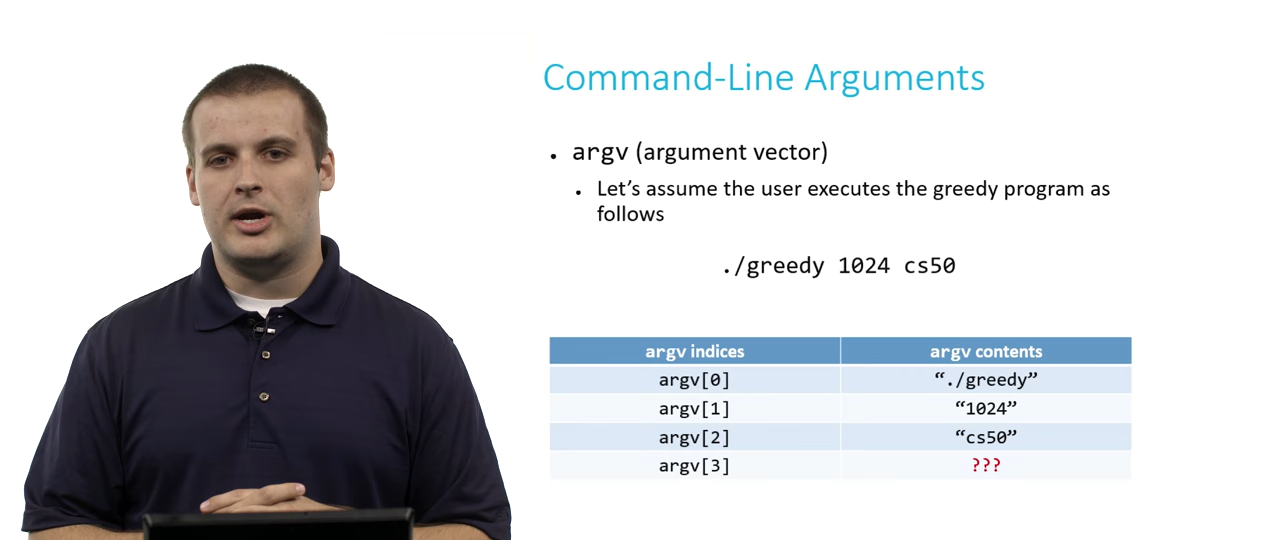 Command-Line Arguments
• argv (argument vector)
• Let’s assume the user executes the greedy program as
follows
./greedy 1024 cs50
argv indices argv contents
argv[0] “./greedy”
argv[1] “1024”
argv[2] “cs50”
argv[3] ???